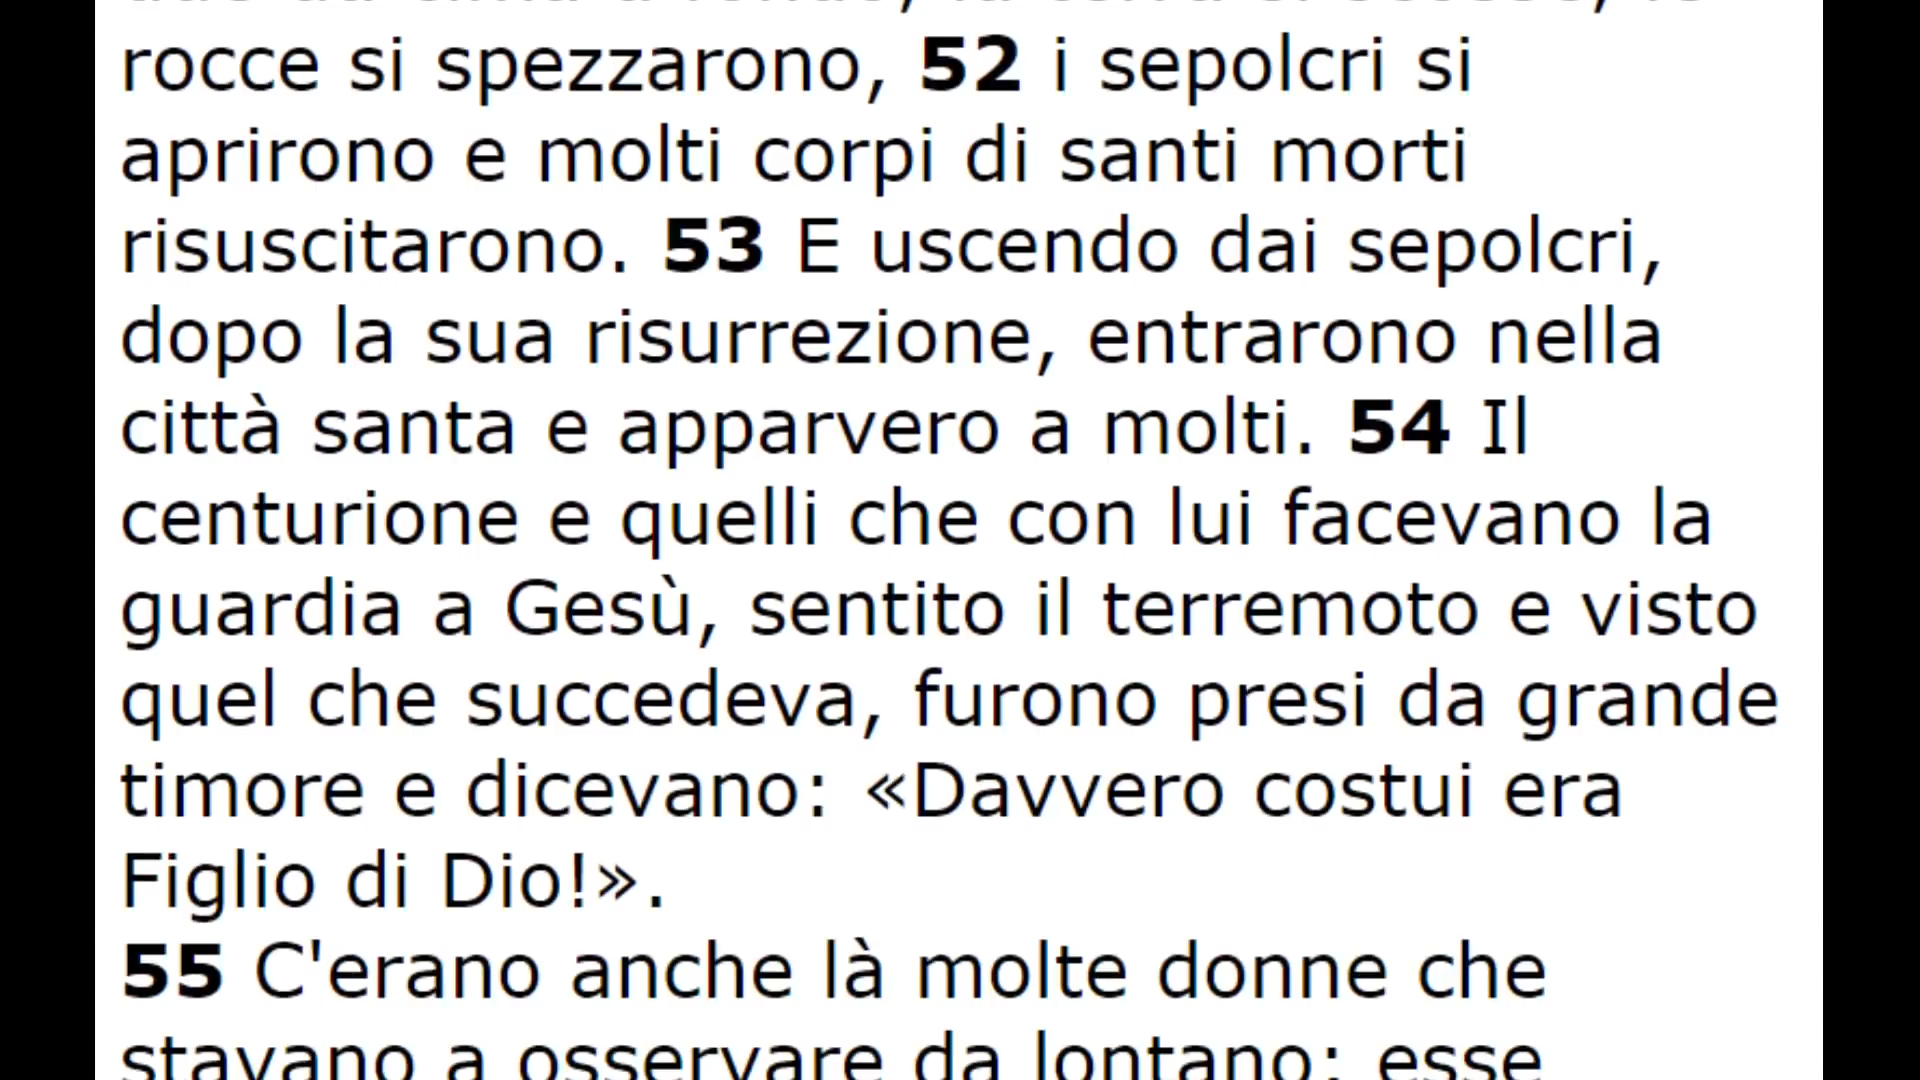 rocce si spezzarono, 52 i sepolcri si
aprirono e molti corpi di santi morti
risuscitarono. 53 E uscendo dai sepolcri,
dopo la sua risurrezione, entrarono nella
città santa e apparvero a molti. 54 Il
centurione e quelli che con lui facevano la
guardia a Gesù, sentito il terremoto e visto
quel che succedeva, furono presi da grande
timore e dicevano: «Davvero costui era
Figlio di Dio!».
55 C'erano anche là molte donne che
stavano a osservare da lontano; esse